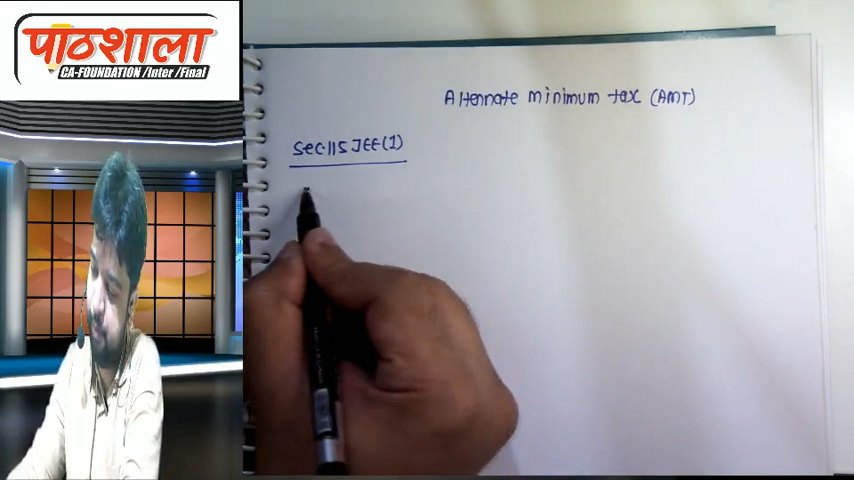 पाठशाला
CA-FOUNDATION /Inter /Final
Alternate minimum tax (AMT)
Sec.115 JEE(1)